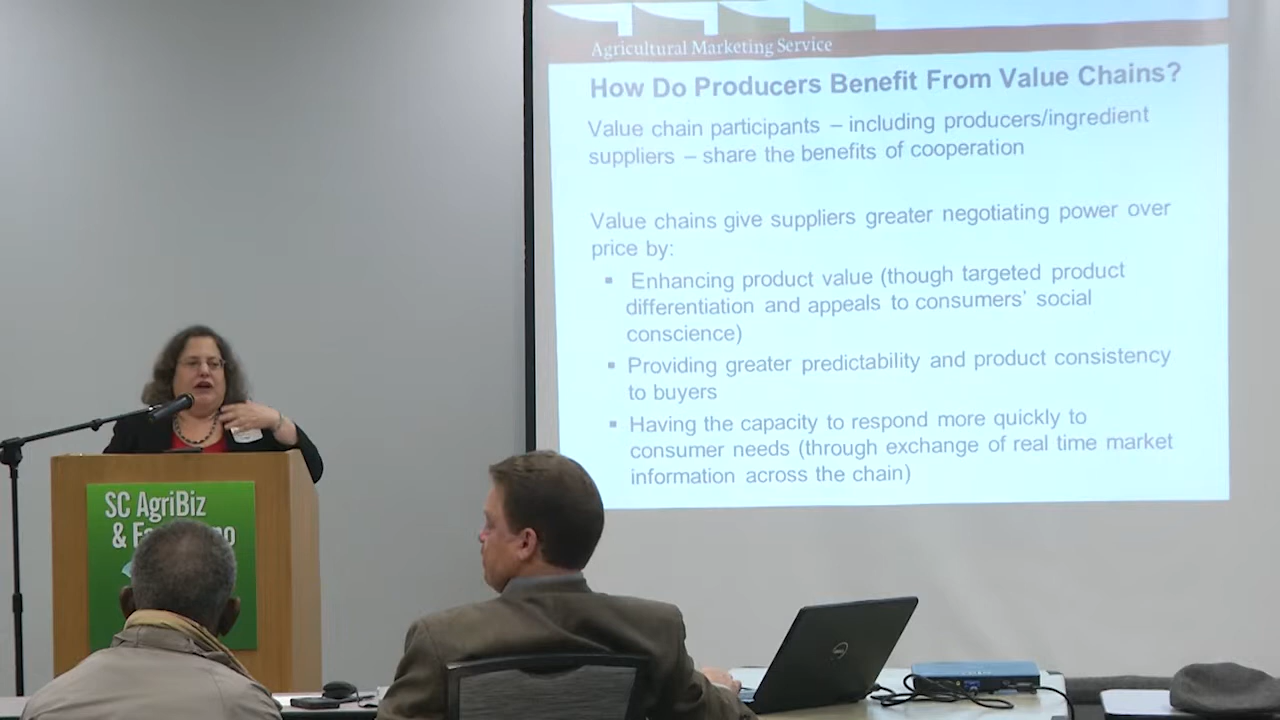 Agricultural Marketing Service
How Do Producers Benefit From Value Chains?
Value chain participants – including producers/ingredient
suppliers – share the benefits of cooperation
Value chains give suppliers greater negotiating power over
price by:
▪ Enhancing product value (though targeted product
differentiation and appeals to consumers' social
conscience)
▪ Providing greater predictability and product consistency
to buyers
▪ Having the capacity to respond more quickly to
consumer needs (through exchange of real time market
information across the chain)
SC AgriBiz
&
DELL